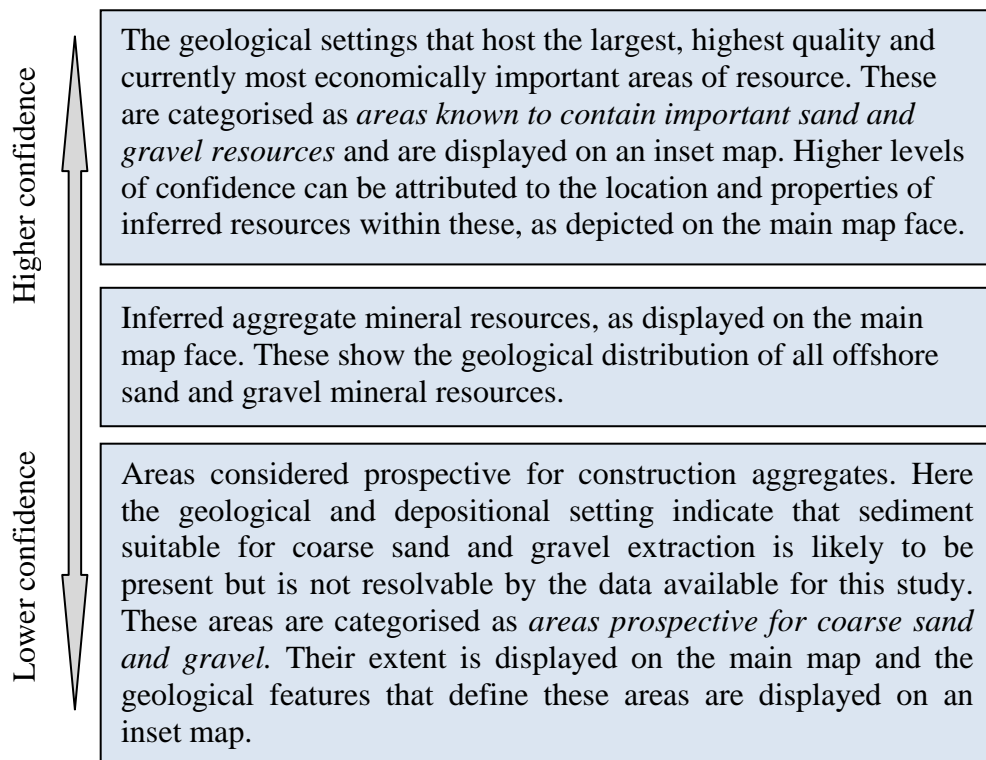 Higher confidence
The geological settings that host the largest, highest quality and
currently most economically important areas of resource. These
are categorised as areas known to contain important sand and
gravel resources and are displayed on an inset map. Higher levels
of confidence can be attributed to the location and properties of
inferred resources within these, as depicted on the main map face.
Inferred aggregate mineral resources, as displayed on the main
map face. These show the geological distribution of all offshore
sand and gravel mineral resources.
Lower confidence
Areas considered prospective for construction aggregates. Here
the geological and depositional setting indicate that sediment
suitable for coarse sand and gravel extraction is likely to be
present but is not resolvable by the data available for this study.
These areas are categorised as areas prospective for coarse sand
and gravel. Their extent is displayed on the main map and the
geological features that define these areas are displayed on an
inset map.